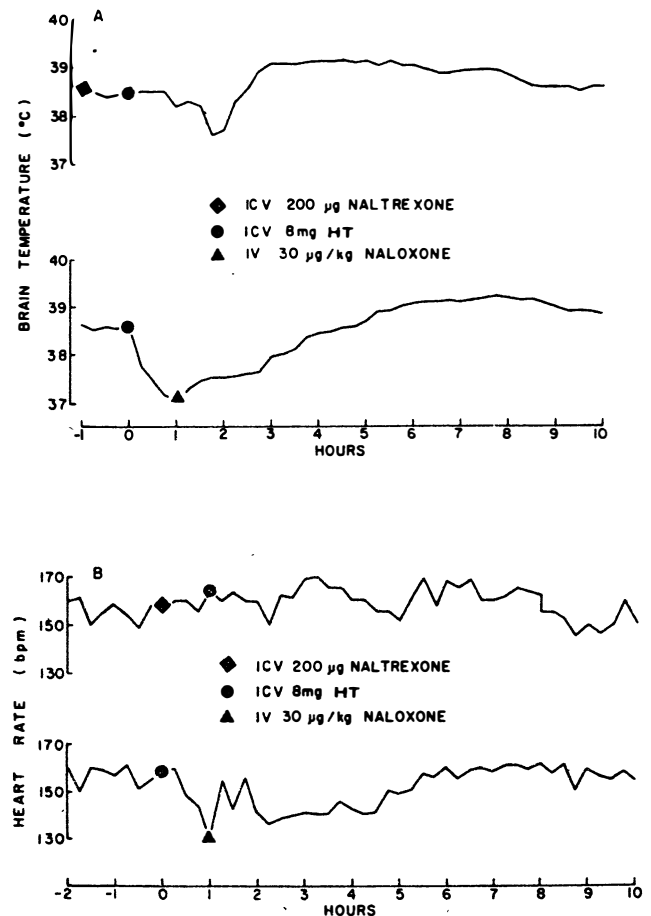 A
40
39
38
37
BRAIN TEMPERATURE (°C)
ICV 200 µg NALTREXONE
ICV 8mg HT
IV 30 µg/kg NALOXONE
40
39
38
37
-1 0 1 2 3 4 5 6 7 8 9 10
HOURS
B
170
150
130
HEART RATE (bpm)
ICV 200 µg NALTREXONE
ICV 8mg HT
IV 30 µg/kg NALOXONE
170
150
130
-2 -1 0 1 2 3 4 5 6 7 8 9 10
HOURS